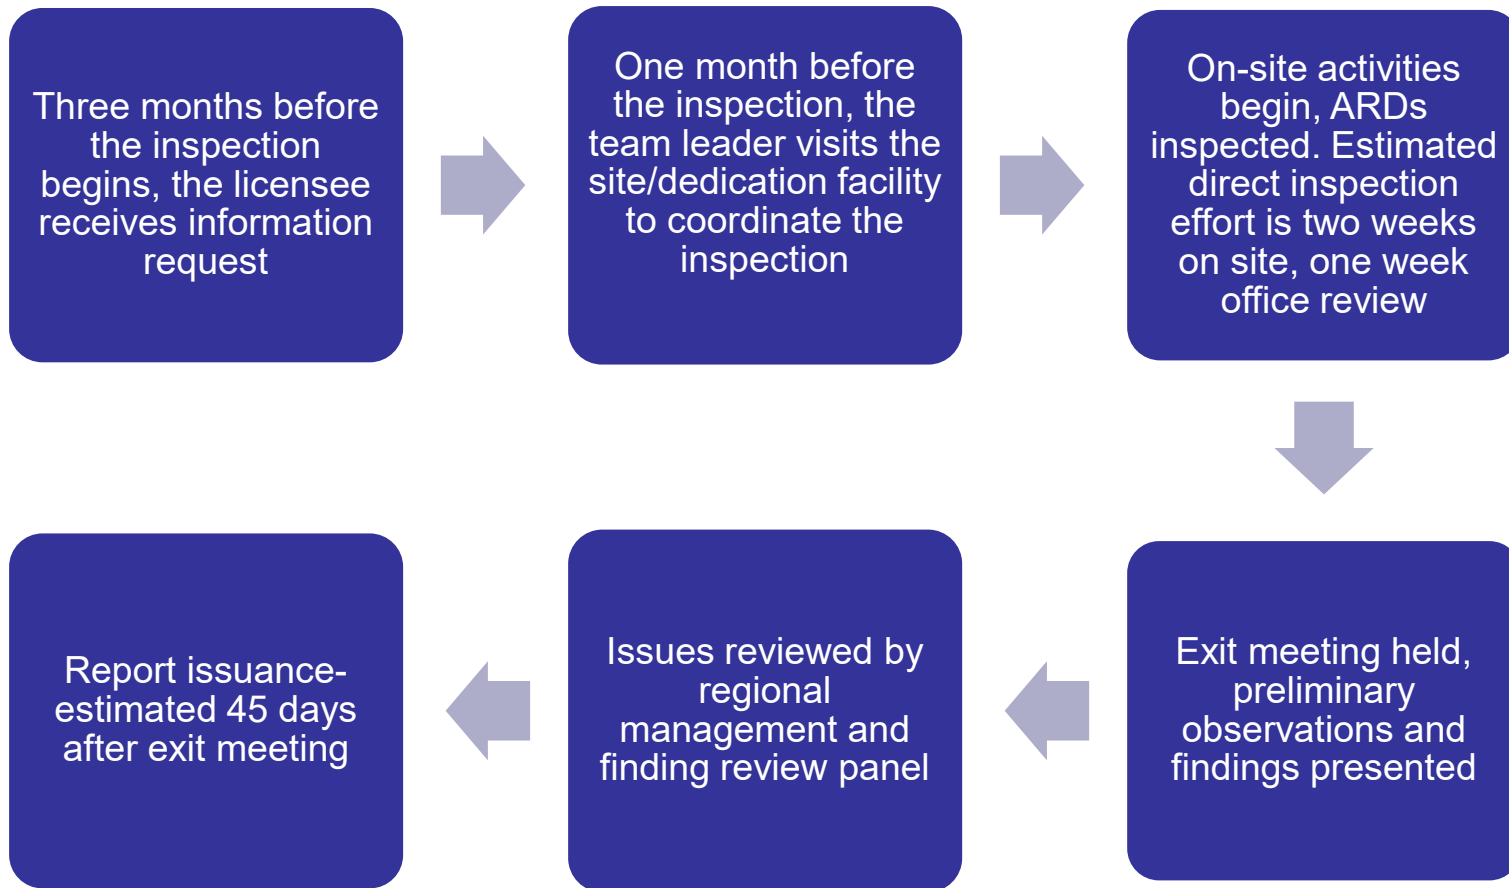 Three months before
the inspection
begins, the licensee
receives information
request
One month before
the inspection, the
team leader visits the
site/dedication facility
to coordinate the
inspection
On-site activities
begin, ARDs
inspected. Estimated
direct inspection
effort is two weeks
on site, one week
office review
Exit meeting held,
preliminary
observations and
findings presented
Issues reviewed by
regional
management and
finding review panel
Report issuance-
estimated 45 days
after exit meeting